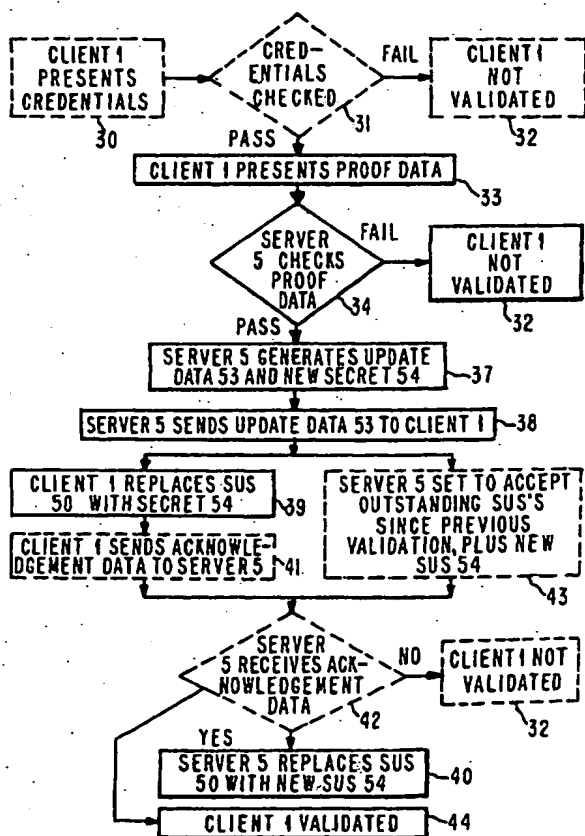 CLIENT 1
PRESENTS
CREDENTIALS
30
CRED-
ENTIALS
CHECKED
31
FAIL
CLIENT 1
NOT
VALIDATED
32
PASS
CLIENT 1 PRESENTS PROOF DATA
33
SERVER
5 CHECKS
PROOF
DATA
34
FAIL
CLIENT 1
NOT
VALIDATED
32
PASS
SERVER 5 GENERATES UPDATE
DATA 53 AND NEW SECRET 54
37
SERVER 5 SENDS UPDATE DATA 53 TO CLIENT 1
38
CLIENT 1 REPLACES SUS
50 WITH SECRET 54
39
CLIENT 1 SENDS ACKNOWLE-
DGEMENT DATA TO SERVER 5
41
SERVER 5 SET TO ACCEPT
OUTSTANDING SUS'S
SINCE PREVIOUS
VALIDATION, PLUS NEW
SUS 54
43
SERVER
5 RECEIVES ACK-
NOWLEDGEMENT
DATA
42
NO
CLIENT 1 NOT
VALIDATED
32
YES
SERVER 5 REPLACES SUS
50 WITH NEW SUS 54
40
CLIENT 1 VALIDATED
44